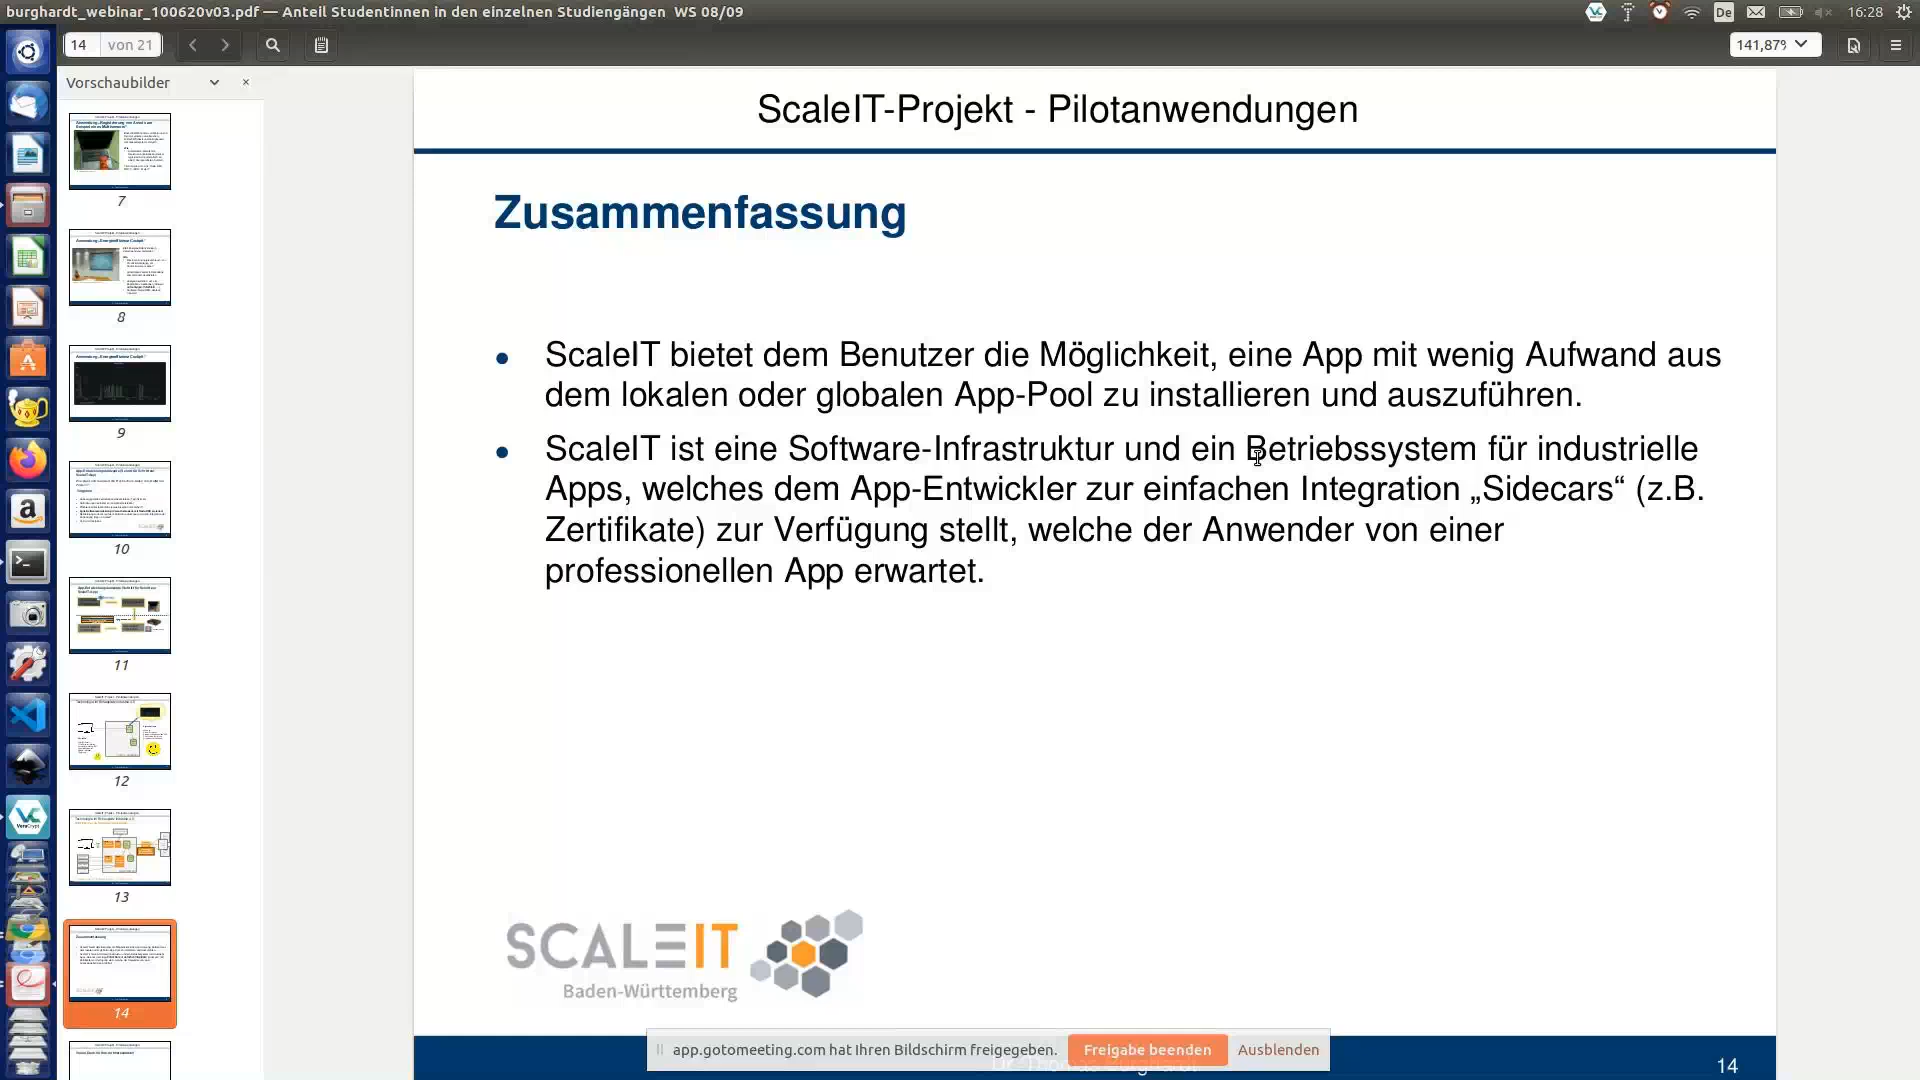 burghardt_webinar_100620v03.pdf — Anteil Studentinnen in den einzelnen Studiengängen WS 08/09
De
16:28
14 von 21
141,87%
Vorschaubilder
7
8
9
10
11
12
13
14
ScaleIT-Projekt - Pilotanwendungen
Zusammenfassung
• ScaleIT bietet dem Benutzer die Möglichkeit, eine App mit wenig Aufwand aus
dem lokalen oder globalen App-Pool zu installieren und auszuführen.
• ScaleIT ist eine Software-Infrastruktur und ein Betriebssystem für industrielle
Apps, welches dem App-Entwickler zur einfachen Integration „Sidecars“ (z.B.
Zertifikate) zur Verfügung stellt, welche der Anwender von einer
professionellen App erwartet.
SCALEIT
Baden-Württemberg
app.gotomeeting.com hat Ihren Bildschirm freigegeben.
Freigabe beenden
Ausblenden
14